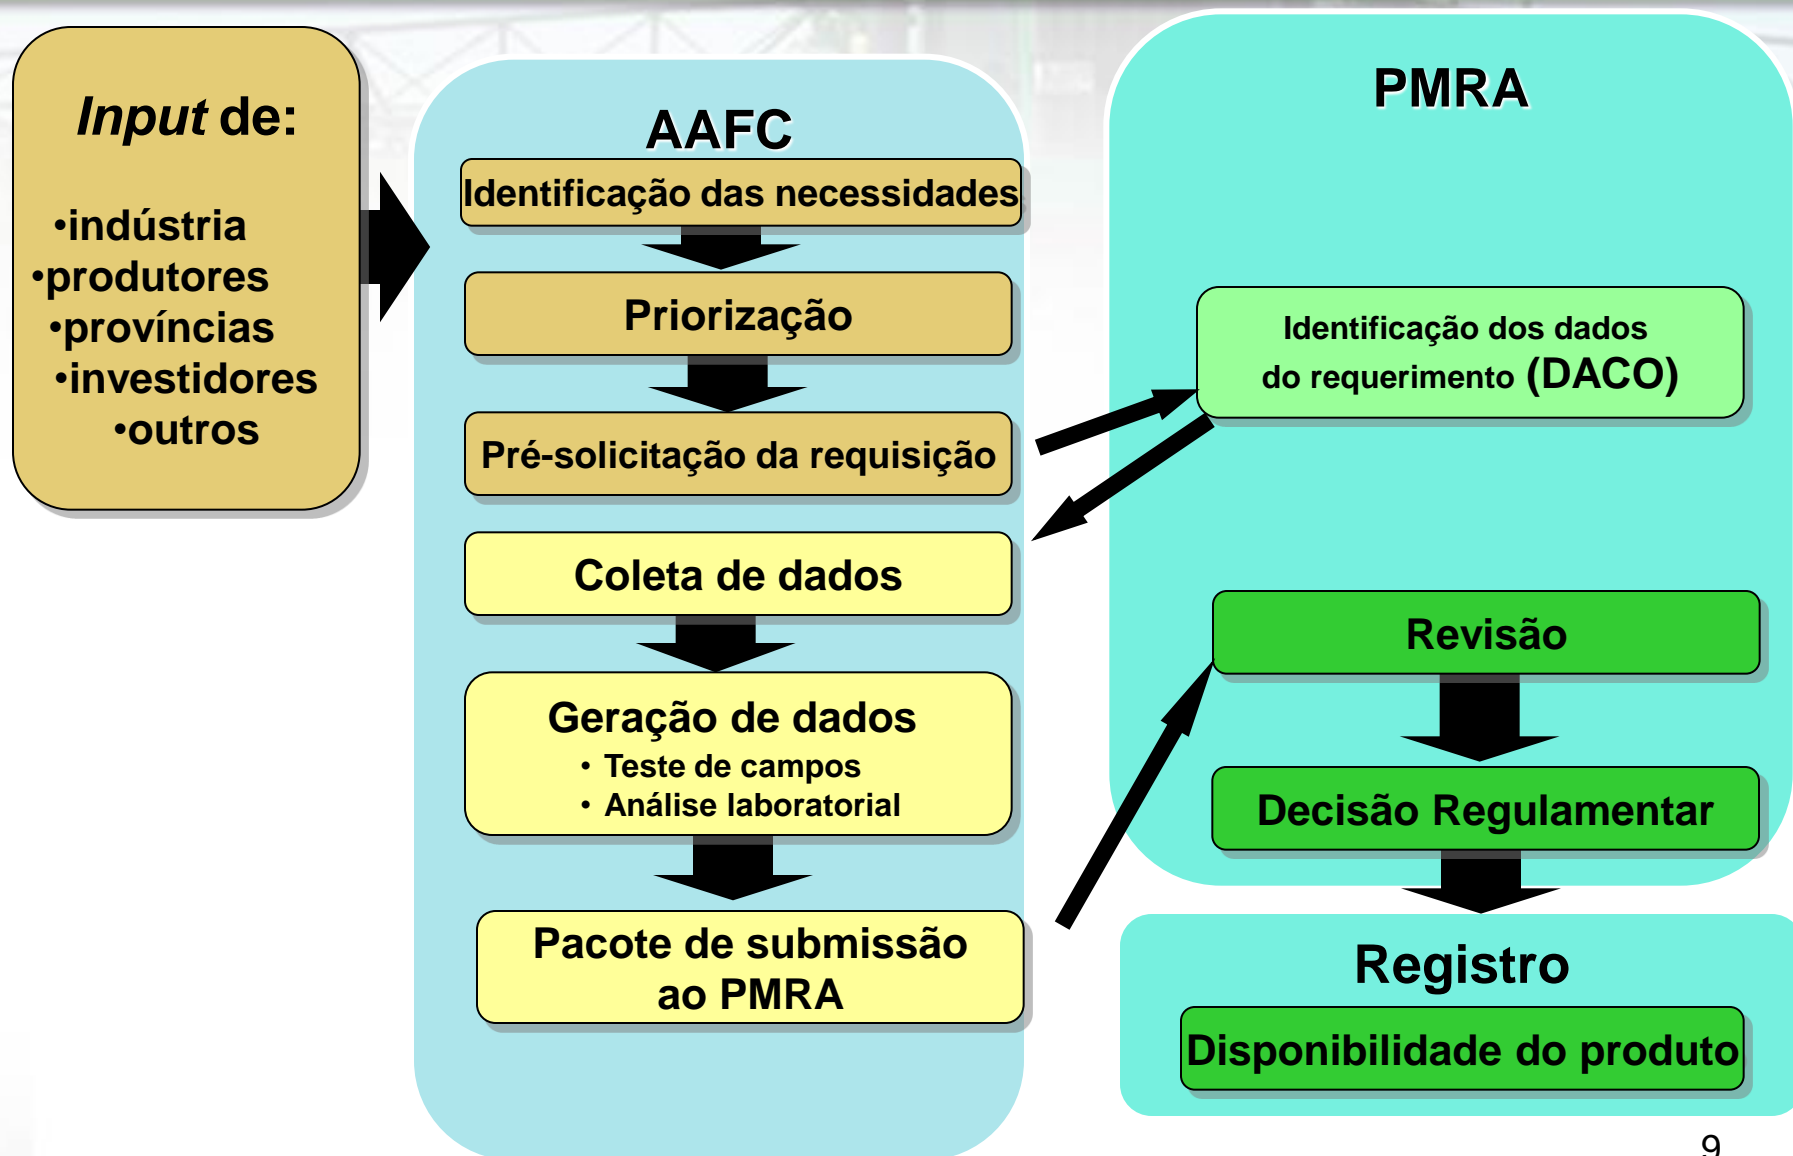 Input de:
•indústria
•produtores
•províncias
•investidores
•outros
AAFC
Identificação das necessidades
Priorização
Pré-solicitação da requisição
Coleta de dados
Geração de dados
• Teste de campos
• Análise laboratorial
Pacote de submissão
ao PMRA
PMRA
Identificação dos dados
do requerimento (DACO)
Revisão
Decisão Regulamentar
Registro
Disponibilidade do produto
9